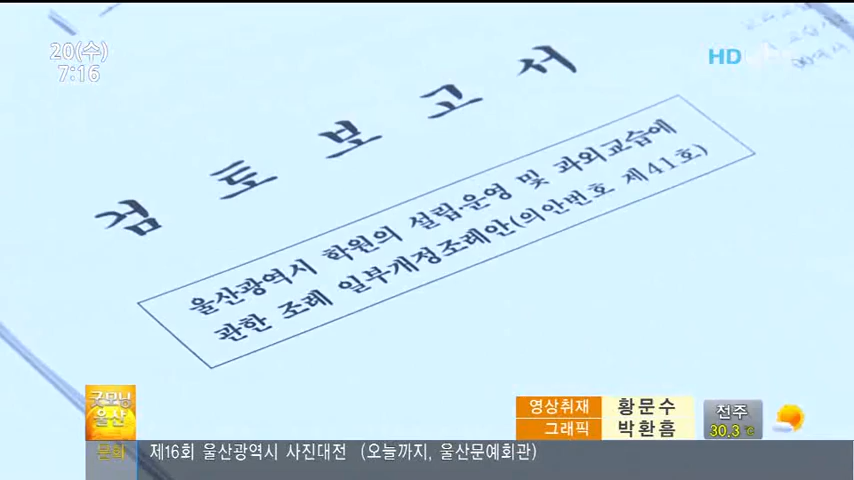 20(수)
7:16
HD
검토보고서
울산광역시 학원의 설립·운영 및 과외교습에
관한 조례 일부개정조례안(의안번호 제41호)
굿모닝
울산
영상취재 황문수
그래픽 박환흠
전주
30.3℃
문화 제16회 울산광역시 사진대전 (오늘까지, 울산문예회관)